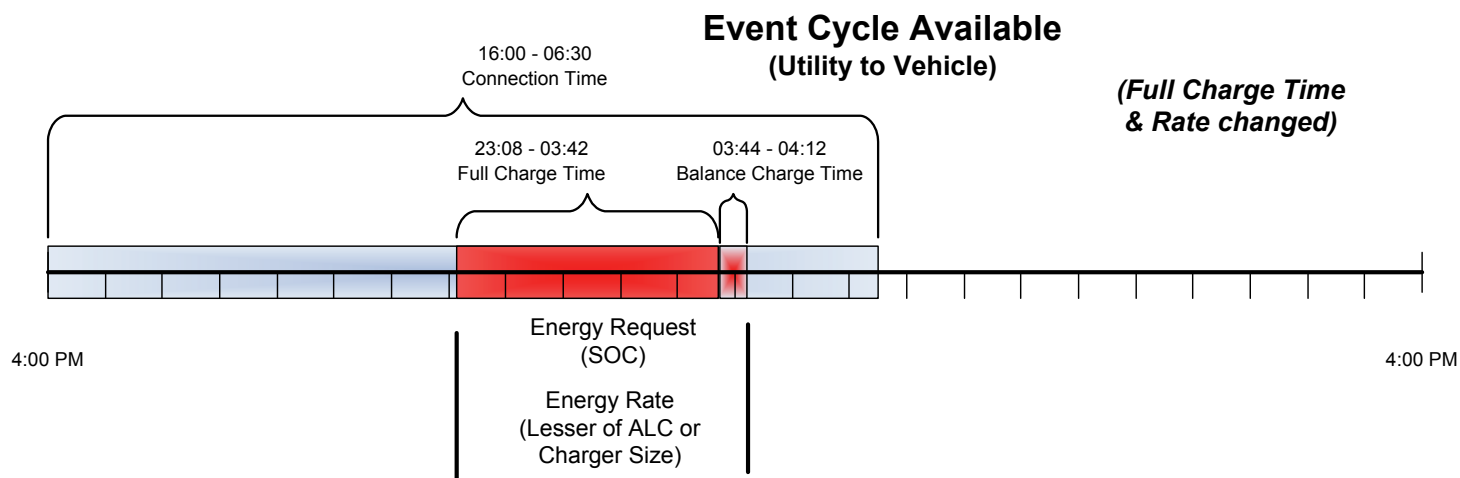 Event Cycle Available
(Utility to Vehicle)
(Full Charge Time
& Rate changed)
16:00 - 06:30
Connection Time
23:08 - 03:42
Full Charge Time
03:44 - 04:12
Balance Charge Time
4:00 PM
4:00 PM
Energy Request
(SOC)
Energy Rate
(Lesser of ALC or
Charger Size)